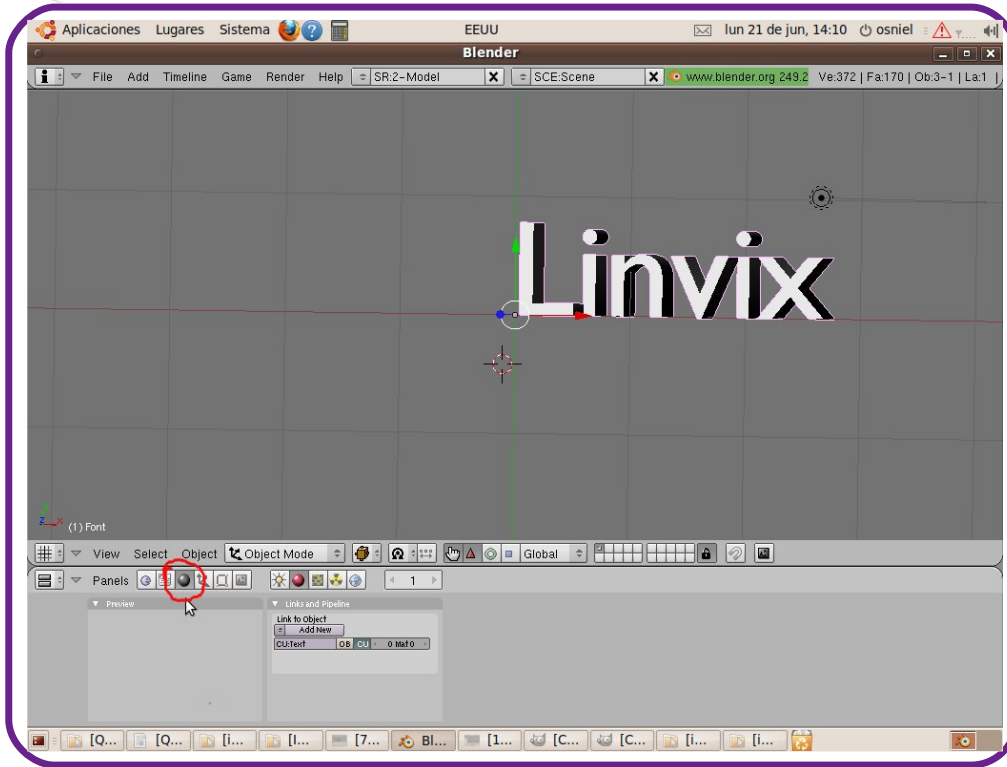 Aplicaciones Lugares Sistema EEUU lun 21 de jun, 14:10 osniel
Blender
File Add Timeline Game Render Help SR:2-Model SCE:Scene www.blender.org 249.2 Ve:372 | Fa:170 | Ob:3-1 | La:1 |
Linvix
z x
(1) Font
View Select Object Object Mode Global
Panels 1
Preview Links and Pipeline
Link to Object
Add New
CU:Text OB CU 0 Mat 0
[Q... [Q... [i... [I... [7... Bl... [1... [C... [C... [i... [i...